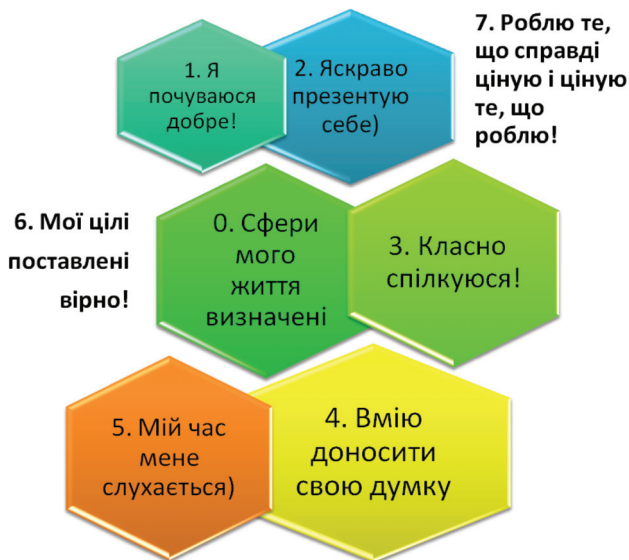 1. Я
почуваюся
добре!
2. Яскраво
презентую
себе)
7. Роблю те,
що справді
ціную і ціную
те, що
роблю!
6. Мої цілі
поставлені
вірно!
0. Сфери
мого
життя
визначені
3. Класно
спілкуюся!
5. Мій час
мене
слухається)
4. Вмію
доносити
свою думку